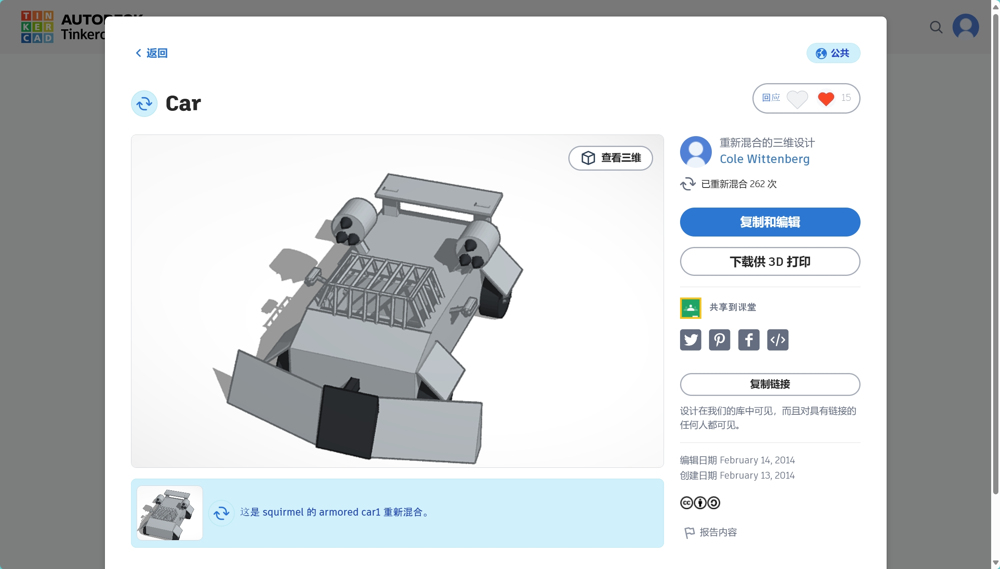 TIN
KER
CAD
AUTODESK
Tinkerc
返回
公共
Car
回应
15
查看三维
重新混合的三维设计
Cole Wittenberg
已重新混合 262 次
复制和编辑
下载供 3D 打印
共享到课堂
复制链接
设计在我们的库中可见，而且对具有链接的
任何人都可见。
编辑日期 February 14, 2014
创建日期 February 13, 2014
cc
这是 squirmel 的 armored car1 重新混合。
报告内容